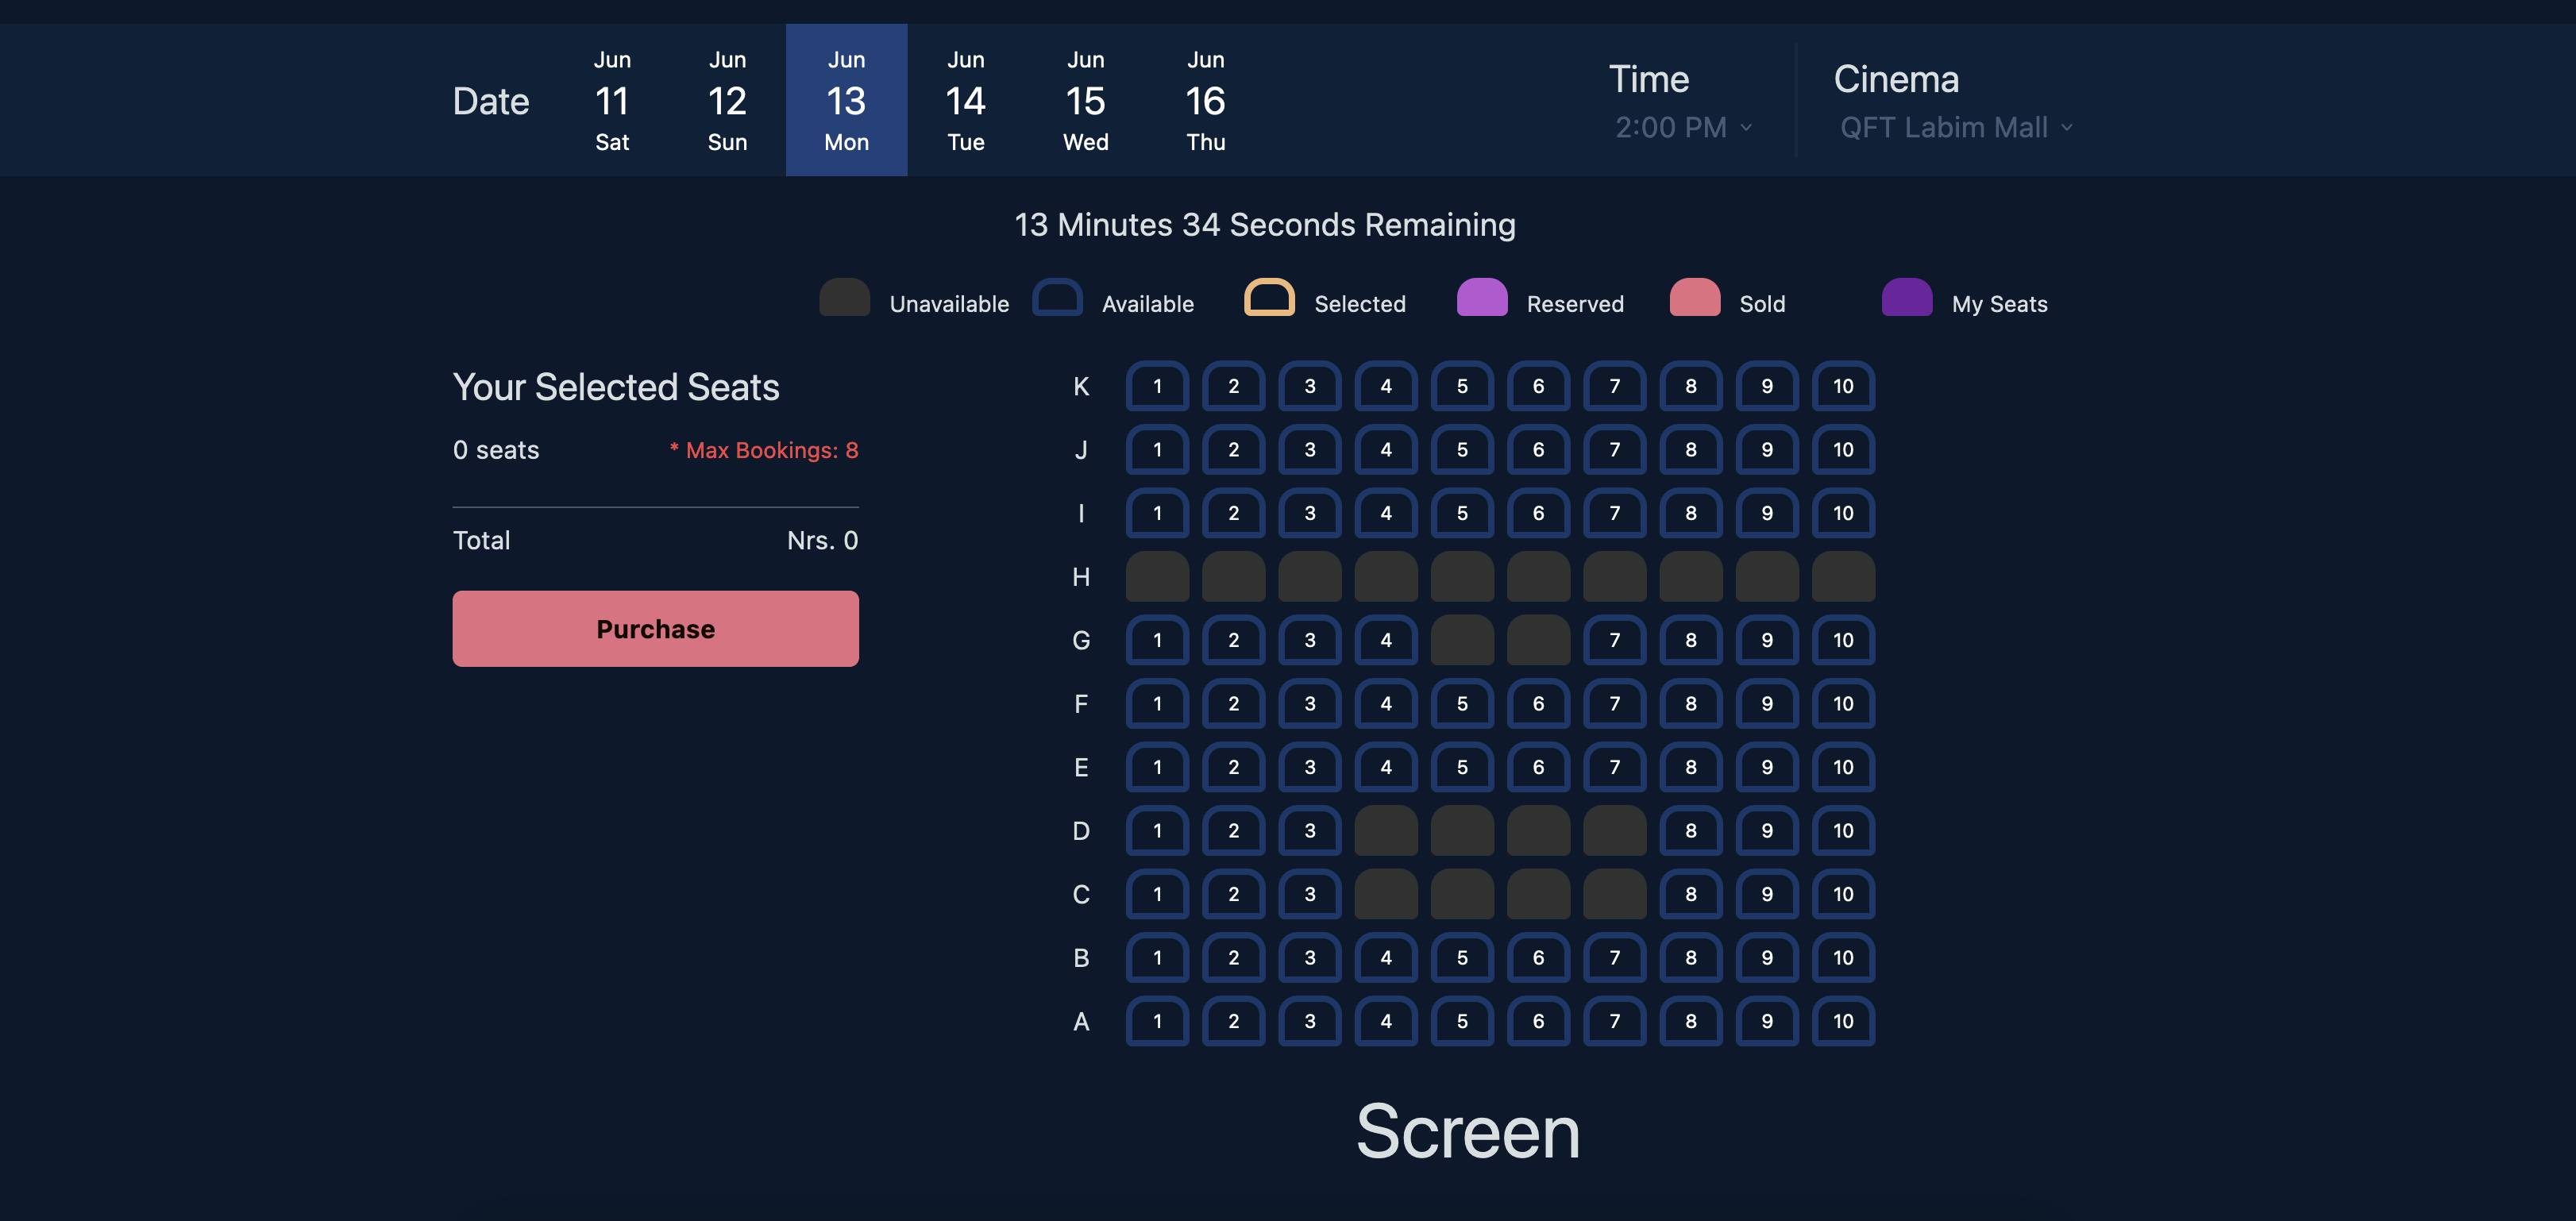 Date
Jun
11
Sat
Jun
12
Sun
Jun
13
Mon
Jun
14
Tue
Jun
15
Wed
Jun
16
Thu
Time
2:00 PM
Cinema
QFT Labim Mall
13 Minutes 34 Seconds Remaining
Unavailable
Available
Selected
Reserved
Sold
My Seats
Your Selected Seats
0 seats
* Max Bookings: 8
Total
Nrs. 0
Purchase
K 1 2 3 4 5 6 7 8 9 10
J 1 2 3 4 5 6 7 8 9 10
I 1 2 3 4 5 6 7 8 9 10
H
G 1 2 3 4 7 8 9 10
F 1 2 3 4 5 6 7 8 9 10
E 1 2 3 4 5 6 7 8 9 10
D 1 2 3 8 9 10
C 1 2 3 8 9 10
B 1 2 3 4 5 6 7 8 9 10
A 1 2 3 4 5 6 7 8 9 10
Screen